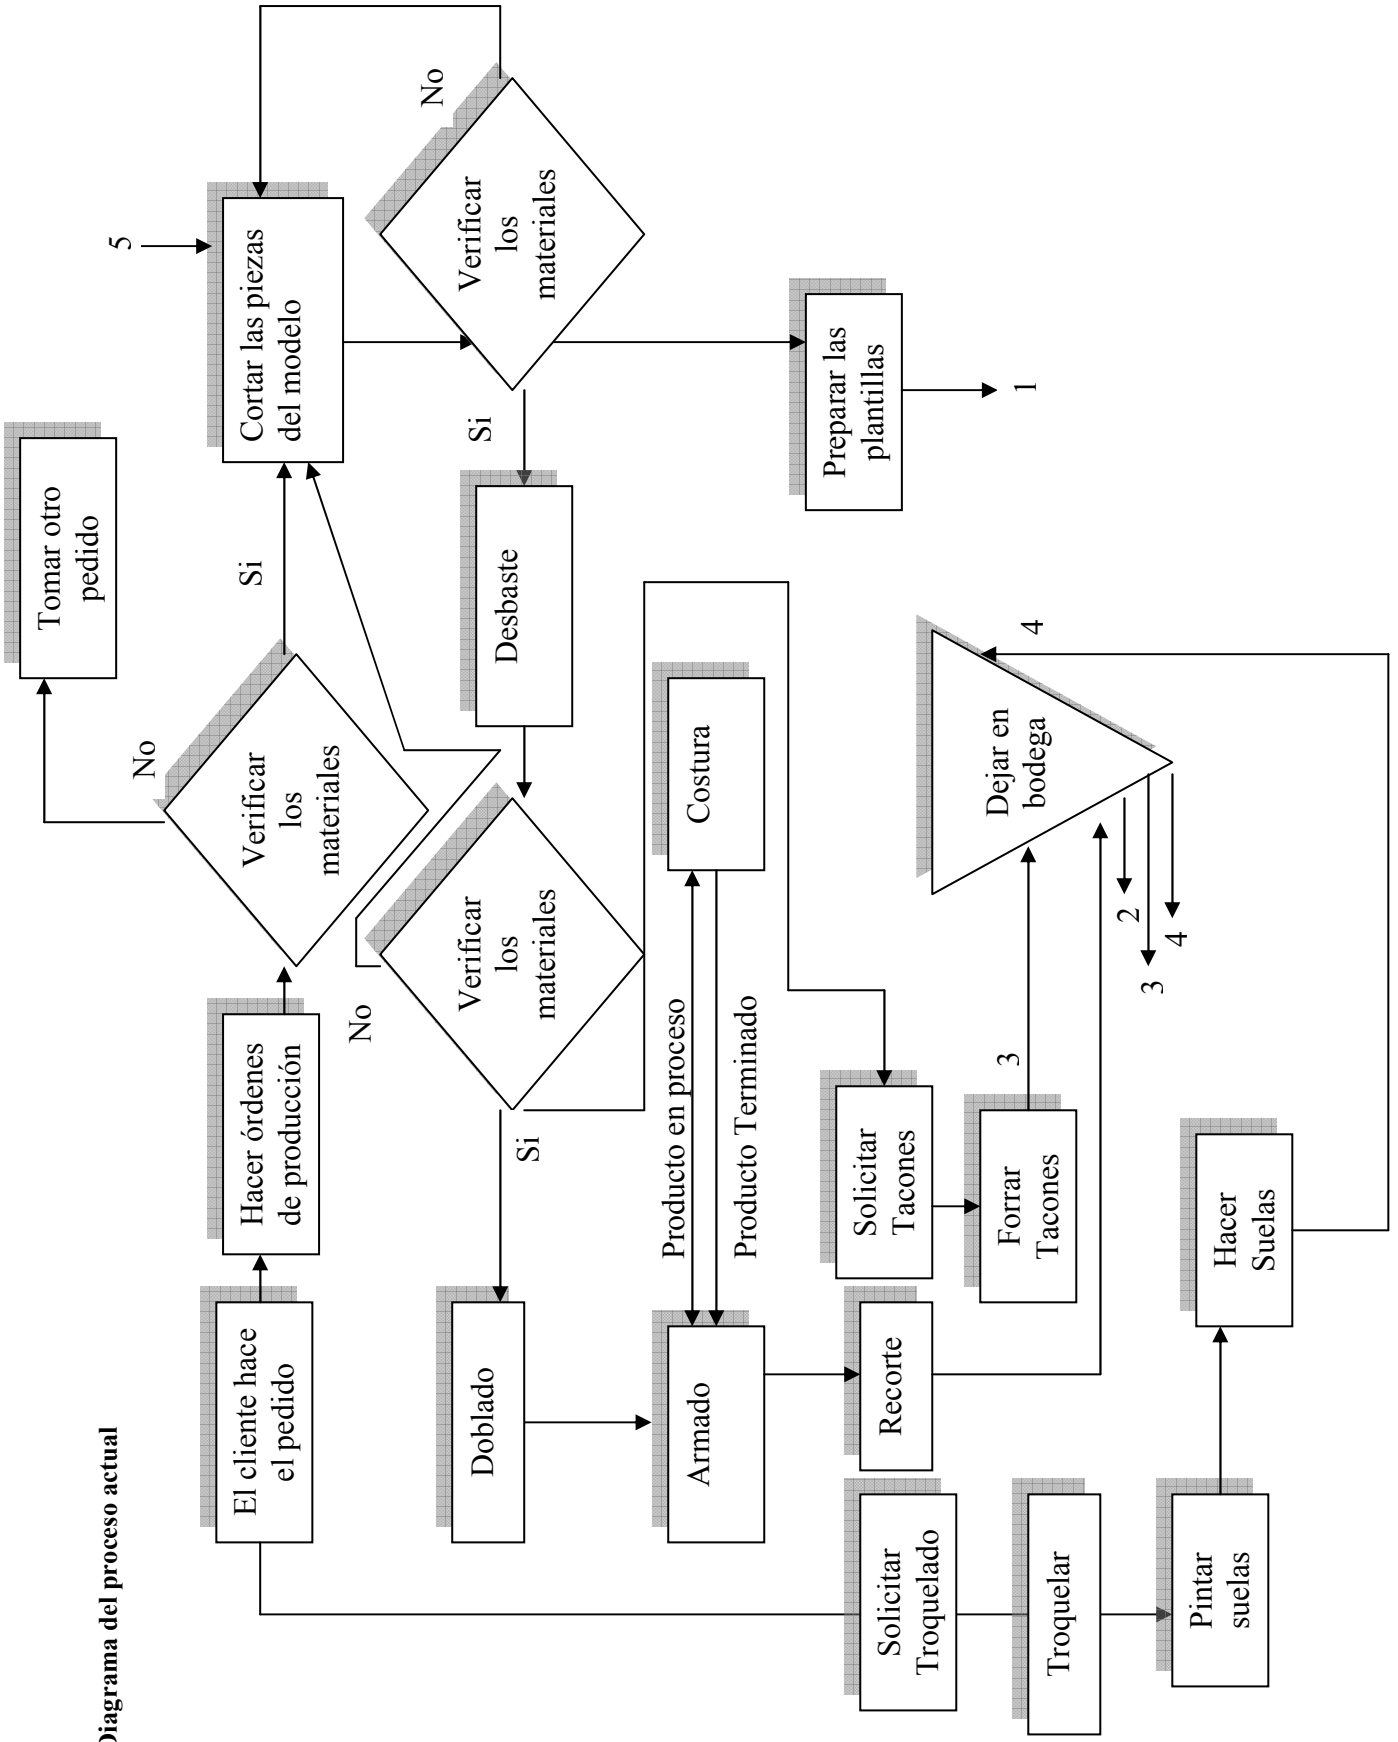 Diagrama del proceso actual
El cliente hace
el pedido
Hacer órdenes
de producción
Verificar
los
materiales
No
Tomar otro
pedido
Si
Cortar las piezas
del modelo
5
Verificar
los
materiales
No
Si
Desbaste
Preparar las
plantillas
1
Verificar
los
materiales
No
Si
Doblado
Armado
Producto en proceso
Producto Terminado
Costura
Recorte
Solicitar
Tacones
Forrar
Tacones
3
Dejar en
bodega
4
2
3
4
Solicitar
Troquelado
Troquelar
Pintar
suelas
Hacer
Suelas